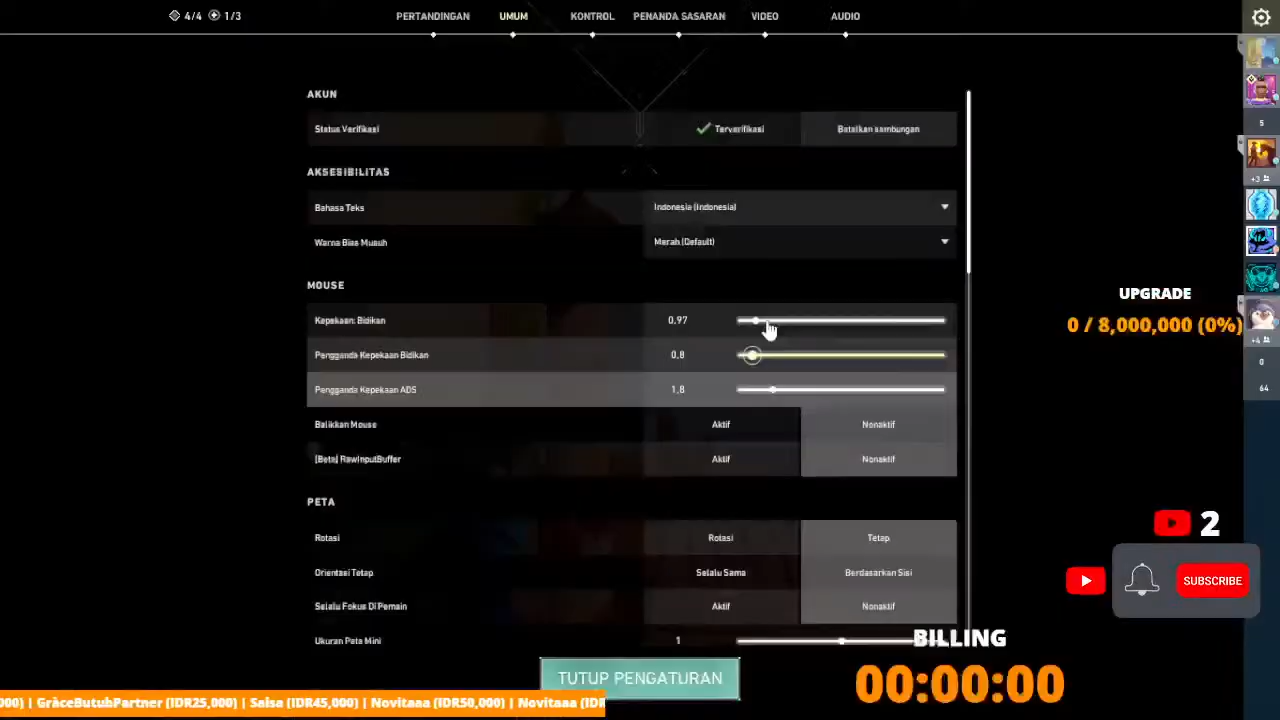 4/4 1/3
PERTANDINGAN UMUM KONTROL PENANDA SASARAN VIDEO AUDIO
AKUN
Status Verifikasi Terverifikasi Batalkan sambungan
AKSESIBILITAS
Bahasa Teks Indonesia (Indonesia)
Warna Bias Musuh Merah (Default)
MOUSE
Kepekaan: Bidikan 0,97
Pengganda Kepekaan Bidikan 0,8
Pengganda Kepekaan ADS 1,8
Balikkan Mouse Aktif Nonaktif
[Beta] RawInputBuffer Aktif Nonaktif
PETA
Rotasi Rotasi Tetap
Orientasi Tetap Selalu Sama Berdasarkan Sisi
Selalu Fokus Di Pemain Aktif Nonaktif
Ukuran Peta Mini 1
TUTUP PENGATURAN
5
+3
+4
0
64
UPGRADE
0 / 8,000,000 (0%)
2
SUBSCRIBE
BILLING
00:00:00
000) | GràceButuhPartner (IDR25,000) | Salsa (IDR45,000) | Novitaaa (IDR50,000) | Novitaaa (IDR